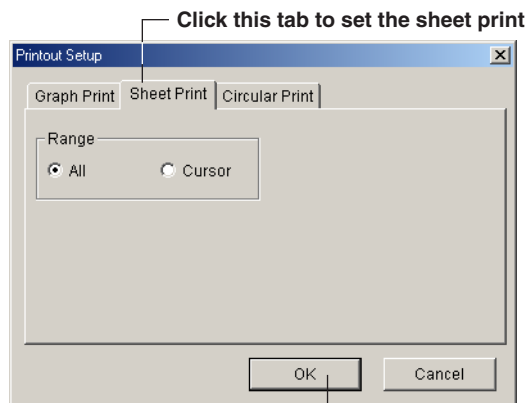 Click this tab to set the sheet print
Printout Setup
Graph Print Sheet Print Circular Print
Range
All Cursor
OK Cancel